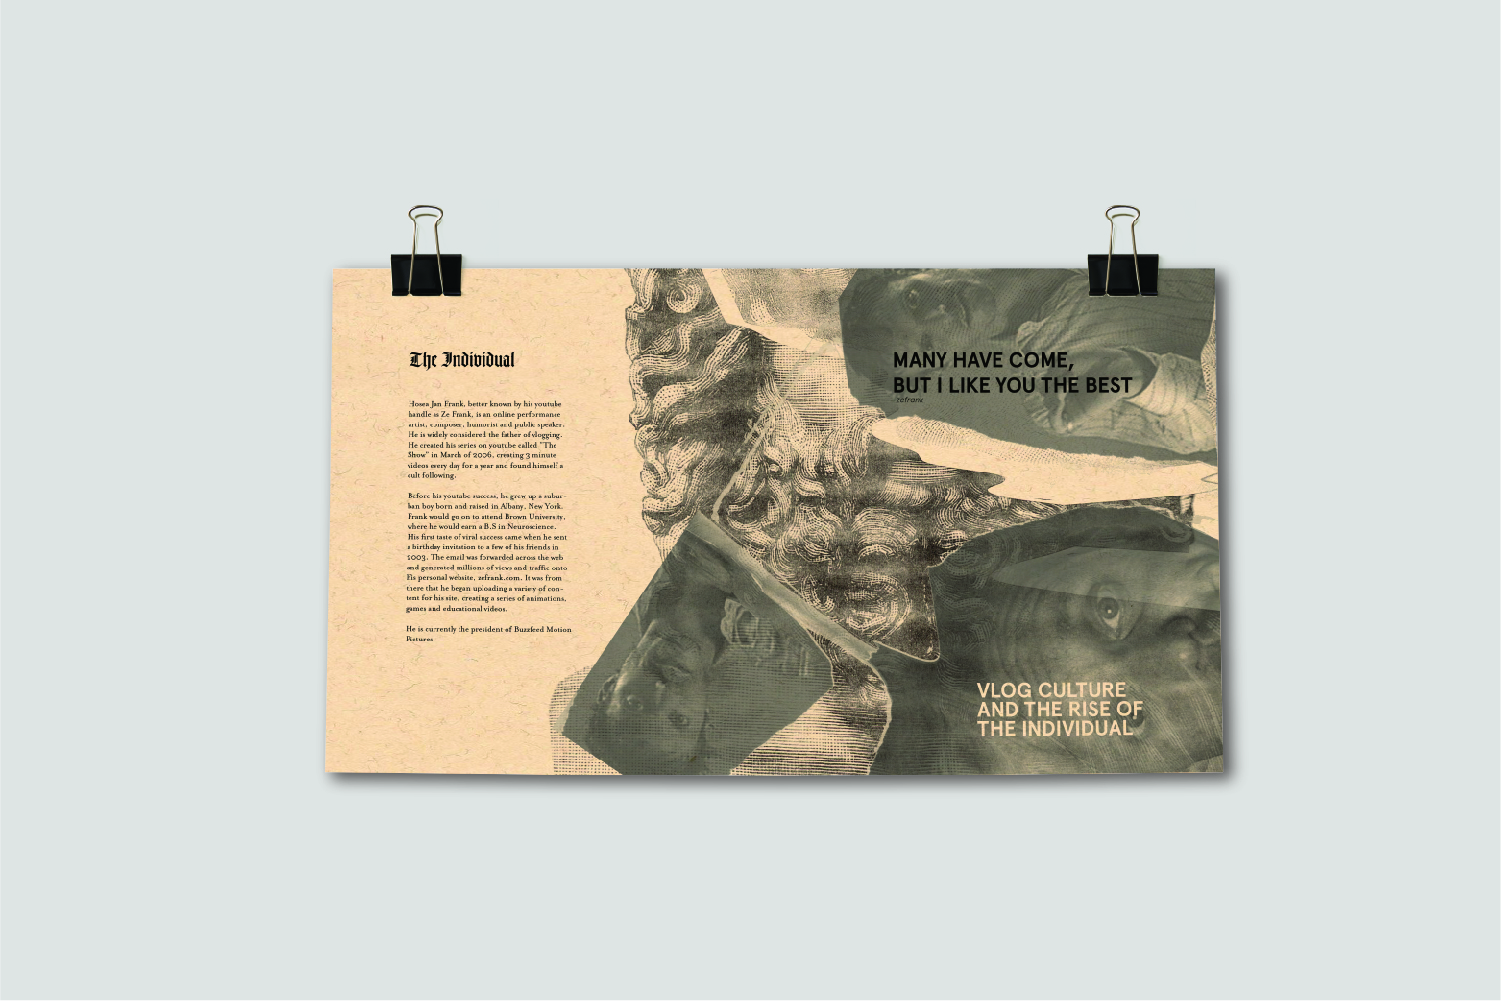 The Individual
Hosea Jan Frank, better known by his youtube
handle as Ze Frank, is an online performance
artist, composer, humorist and public speaker.
He is widely considered the father of vlogging.
He created his series on youtube called "The
Show" in March of 2006, creating 3 minute
videos every day for a year and found himself a
cult following.
Before his youtube success, he grew up a subur-
ban boy born and raised in Albany, New York.
Frank would go on to attend Brown University,
where he would earn a B.S in Neuroscience.
His first taste of viral success came when he sent
a birthday invitation to a few of his friends in
2003. The email was forwarded across the web
and generated millions of views and traffic onto
his personal website, zefrank.com. It was from
there that he began uploading a variety of con-
tent for his site, creating a series of animations,
games and educational videos.
He is currently the president of Buzzfeed Motion
Pictures
MANY HAVE COME,
BUT I LIKE YOU THE BEST
- zefrank
VLOG CULTURE
AND THE RISE OF
THE INDIVIDUAL